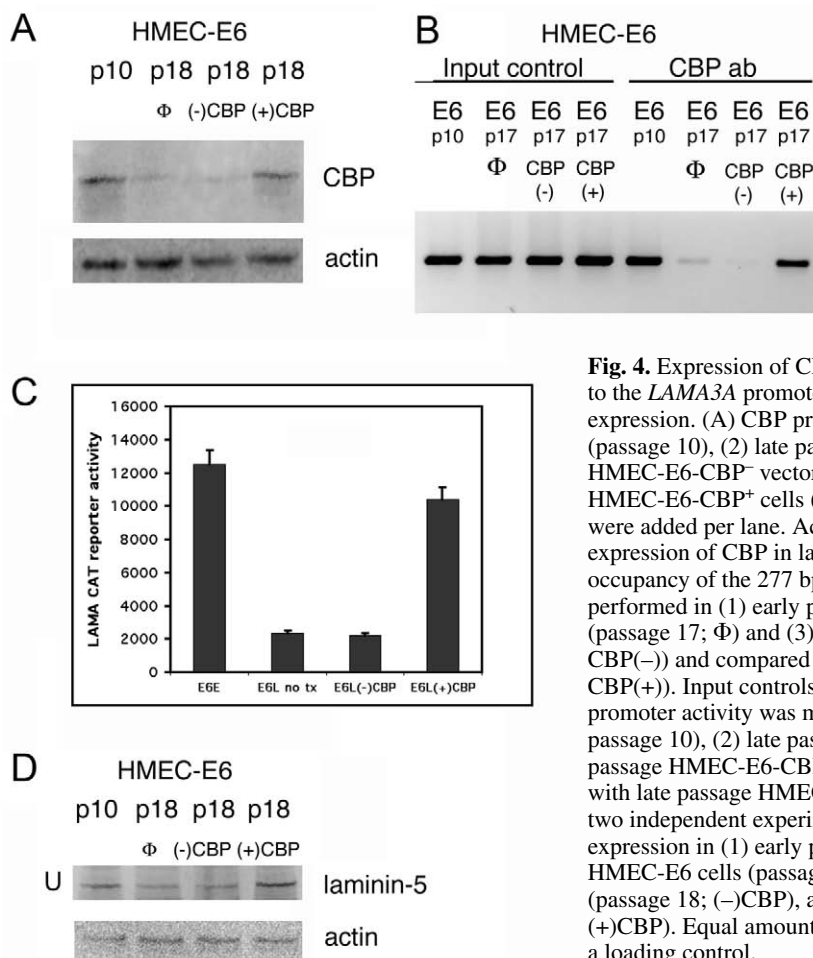 A
HMEC-E6
p10 p18 p18 p18
Φ (-)CBP (+)CBP
CBP
actin
B
HMEC-E6
Input control CBP ab
E6 E6 E6 E6 E6 E6 E6 E6
p10 p17 p17 p17 p10 p17 p17 p17
Φ CBP CBP Φ CBP CBP
(-) (+) (-) (+)
C
LAMA CAT reporter activity
16000
14000
12000
10000
8000
6000
4000
2000
0
E6E E6L no tx E6L(-)CBP E6L(+)CBP
D
HMEC-E6
p10 p18 p18 p18
Φ (-)CBP (+)CBP
U laminin-5
actin
Fig. 4. Expression of C
to the LAMA3A promot
expression. (A) CBP pr
(passage 10), (2) late pa
HMEC-E6-CBP– vector
HMEC-E6-CBP+ cells (
were added per lane. Ac
expression of CBP in la
occupancy of the 277 bp
performed in (1) early p
(passage 17; Φ) and (3)
CBP(–)) and compared
CBP(+)). Input controls
promoter activity was m
passage 10), (2) late pas
passage HMEC-E6-CB
with late passage HMEC
two independent experi
expression in (1) early p
HMEC-E6 cells (passag
(passage 18; (–)CBP), a
(+)CBP). Equal amount
a loading control.